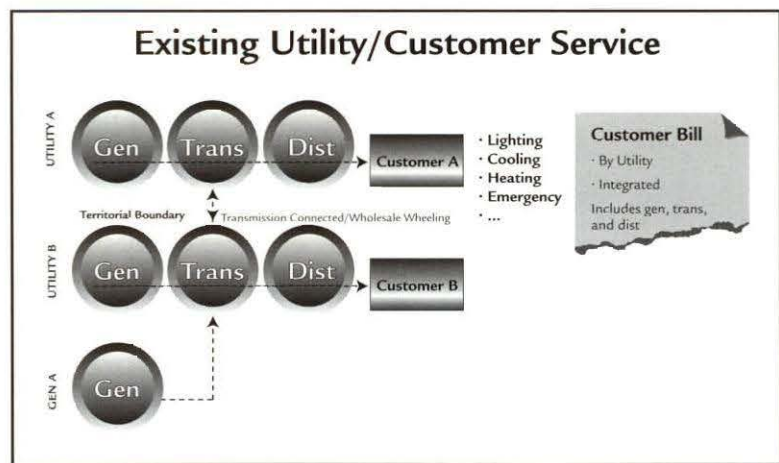 Existing Utility/Customer Service
UTILITY A
Gen
Trans
Dist
Customer A
· Lighting
· Cooling
· Heating
· Emergency
· ...
Customer Bill
· By Utility
· Integrated
Includes gen, trans,
and dist
Territorial Boundary
Transmission Connected/Wholesale Wheeling
UTILITY B
Gen
Trans
Dist
Customer B
GEN A
Gen